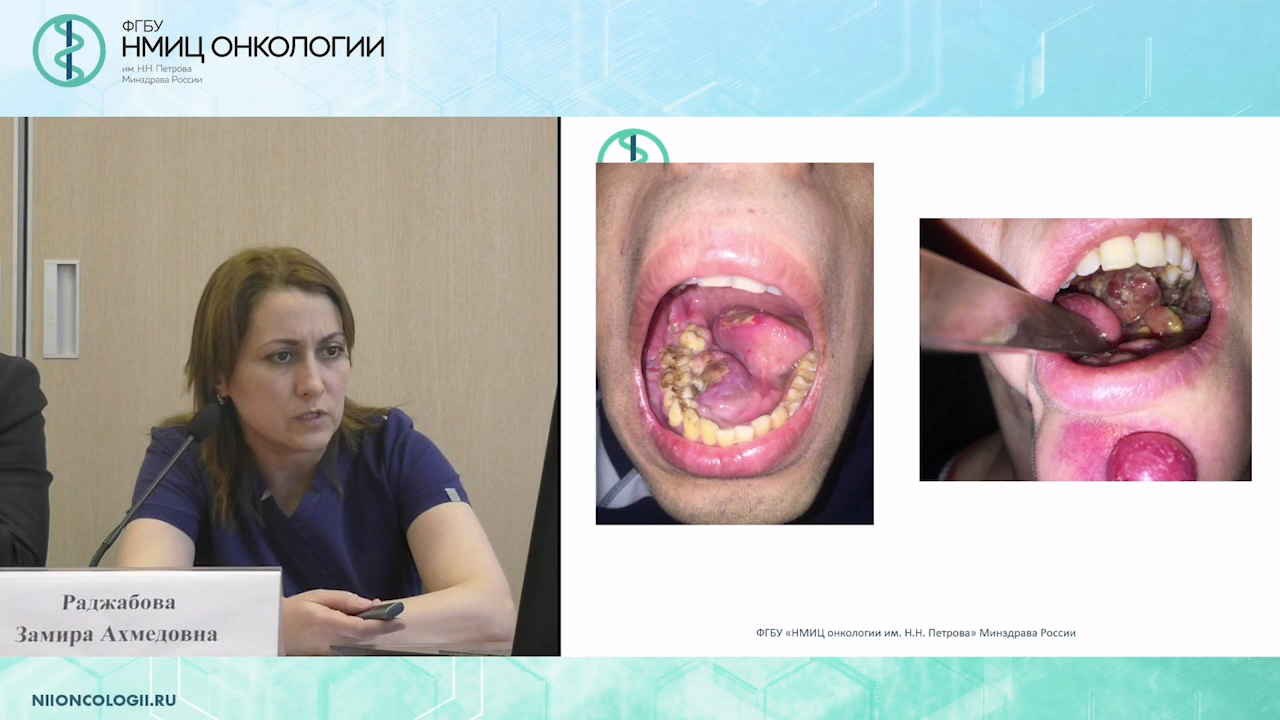 ФГБУ
НМИЦ ОНКОЛОГИИ
им. Н.Н. Петрова
Минздрава России
Раджабова
Замира Ахмедовна
ФГБУ «НМИЦ онкологии им. Н.Н. Петрова» Минздрава России
NIIONCOLOGII.RU